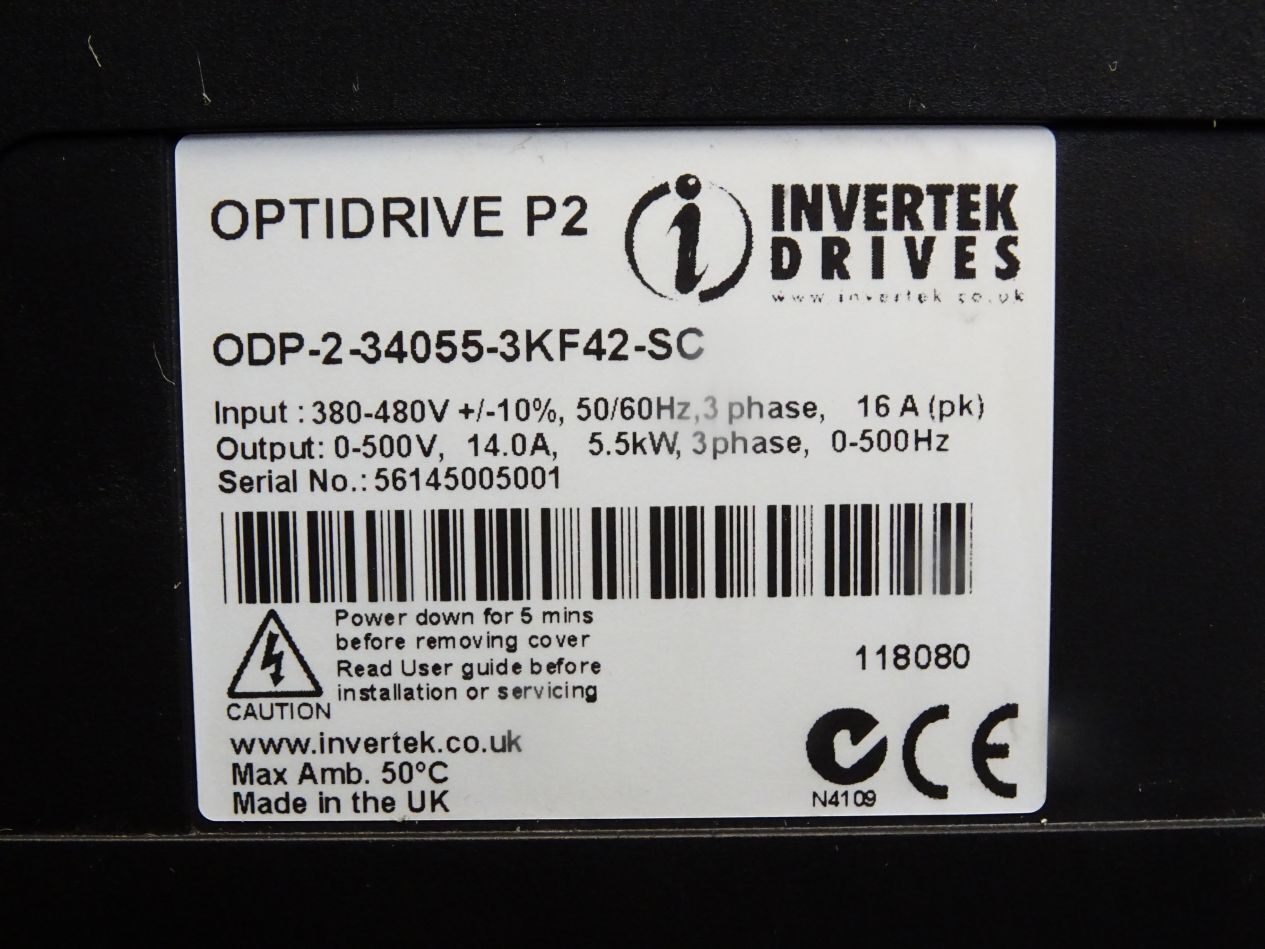 OPTIDRIVE P2
INVERTEK
DRIVES
www.invertek.co.uk
ODP-2-34055-3KF42-SC
Input : 380-480V +/-10%, 50/60Hz,3 phase, 16 A (pk)
Output: 0-500V, 14.0A, 5.5kW, 3phase, 0-500Hz
Serial No.: 56145005001
Power down for 5 mins
before removing cover
Read User guide before
installation or servicing
CAUTION
118080
www.invertek.co.uk
Max Amb. 50°C
Made in the UK
N4109
CE